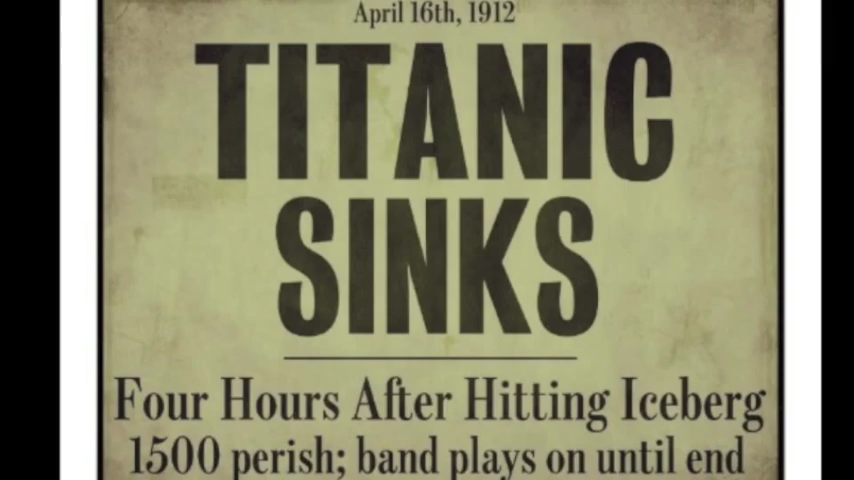 April 16th, 1912
TITANIC
SINKS
Four Hours After Hitting Iceberg
1500 perish; band plays on until end